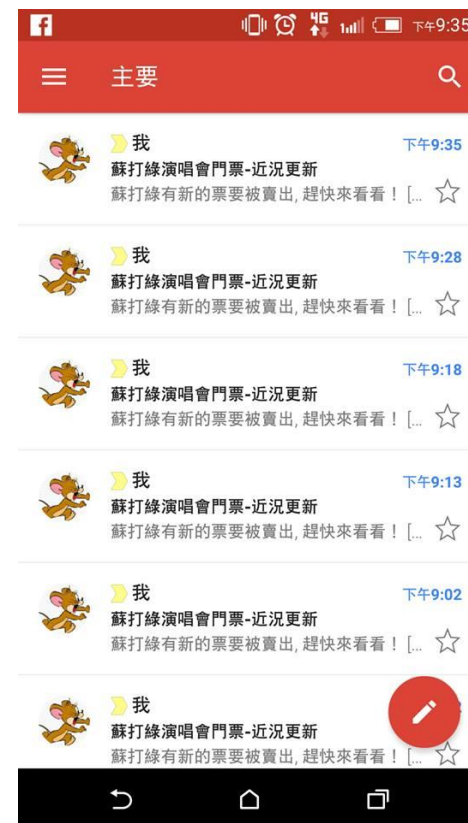 f 4G 下午9:35
主要
我 下午9:35
蘇打綠演唱會門票-近況更新
蘇打綠有新的票要被賣出, 趕快來看看！ [...
我 下午9:28
蘇打綠演唱會門票-近況更新
蘇打綠有新的票要被賣出, 趕快來看看！ [...
我 下午9:18
蘇打綠演唱會門票-近況更新
蘇打綠有新的票要被賣出, 趕快來看看！ [...
我 下午9:13
蘇打綠演唱會門票-近況更新
蘇打綠有新的票要被賣出, 趕快來看看！ [...
我 下午9:02
蘇打綠演唱會門票-近況更新
蘇打綠有新的票要被賣出, 趕快來看看！ [...
我
蘇打綠演唱會門票-近況更新
蘇打綠有新的票要被賣出, 趕快來看看！ [...